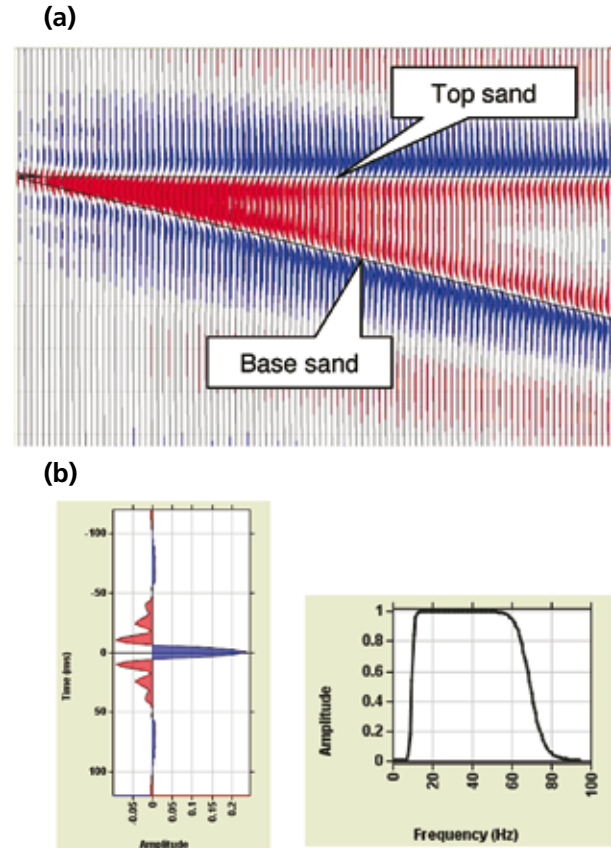 (a)
Top sand
Base sand
(b)
Time (ms)
-100
-50
0
50
100
-0.05
0
0.05
0.1
0.15
0.2
Amplitude
Amplitude
1
0.8
0.6
0.4
0.2
0
0 20 40 60 80 100
Frequency (Hz)